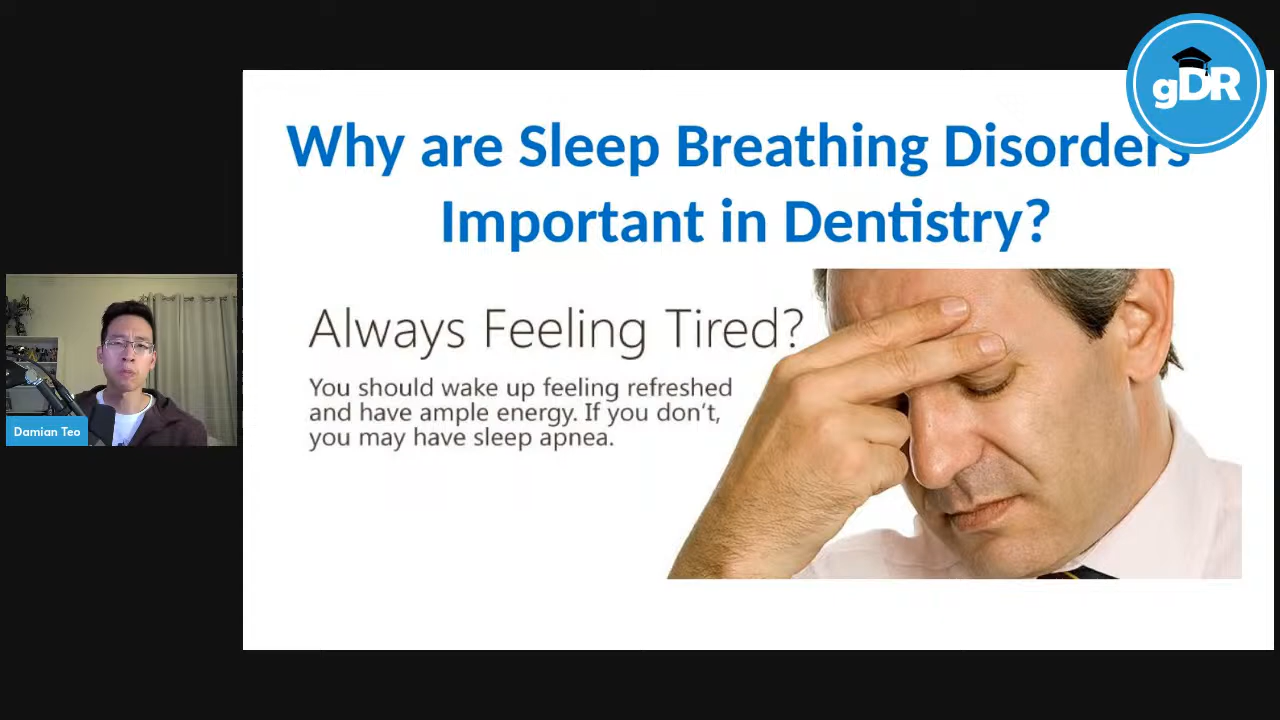 gDR
Why are Sleep Breathing Disorders
Important in Dentistry?
Always Feeling Tired?
You should wake up feeling refreshed
and have ample energy. If you don't,
you may have sleep apnea.
Damian Teo